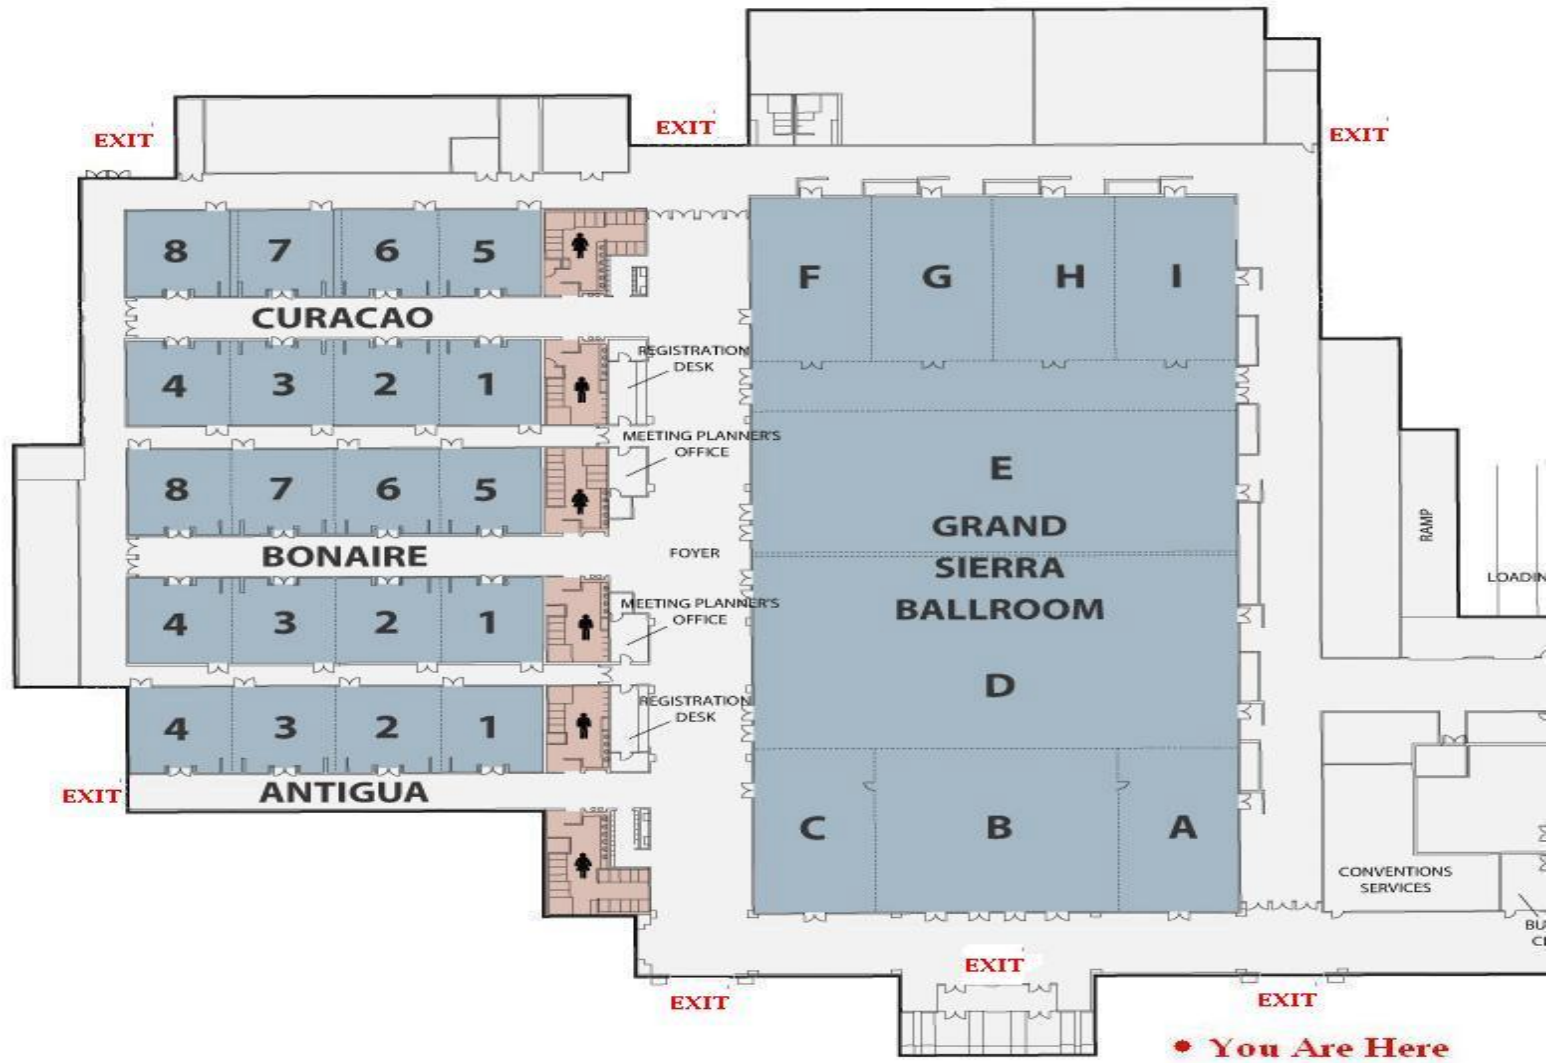 EXIT
EXIT
EXIT
8 7 6 5
F G H I
CURACAO
REGISTRATION
DESK
4 3 2 1
MEETING PLANNER'S
OFFICE
8 7 6 5
E
GRAND
SIERRA
BALLROOM
RAMP
BONAIRE
FOYER
LOADIN
MEETING PLANNER'S
OFFICE
4 3 2 1
D
REGISTRATION
DESK
4 3 2 1
EXIT
ANTIGUA
C B A
CONVENTIONS
SERVICES
BU
C
EXIT
EXIT
EXIT
You Are Here